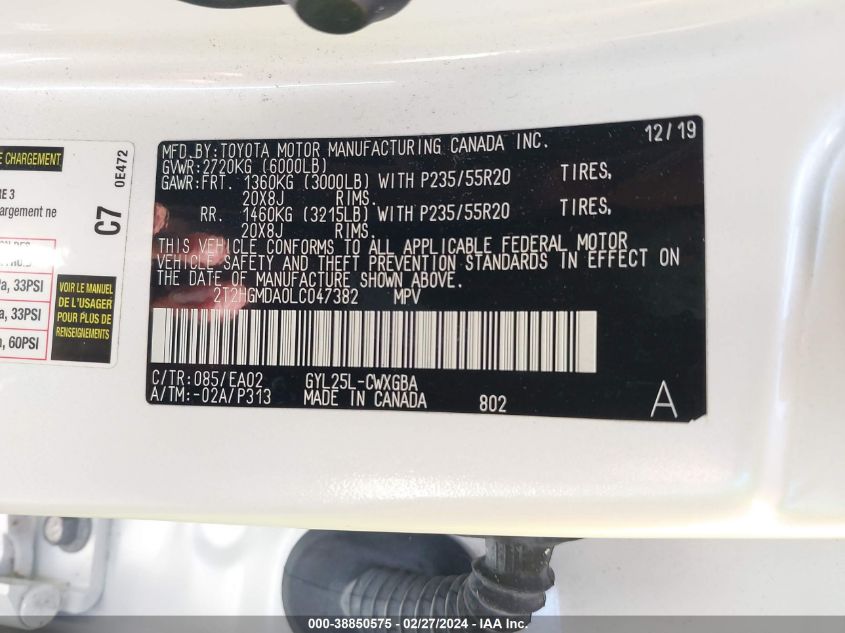 E CHARGEMENT
0E472
E 3
argement ne
C7
a, 33PSI
a, 33PSI
, 60PSI
VOIR LE MANUEL
DE L'USAGER
POUR PLUS DE
RENSEIGNEMENTS
MFD.BY:TOYOTA MOTOR MANUFACTURING CANADA INC. 12/19
GVWR:2720KG (6000LB)
GAWR:FRT. 1360KG (3000LB) WITH P235/55R20 TIRES,
20X8J RIMS.
RR. 1460KG (3215LB) WITH P235/55R20 TIRES,
20X8J RIMS.
THIS VEHICLE CONFORMS TO ALL APPLICABLE FEDERAL MOTOR
VEHICLE SAFETY AND THEFT PREVENTION STANDARDS IN EFFECT ON
THE DATE OF MANUFACTURE SHOWN ABOVE.
2T2HGMDA0LC047382 MPV
C/TR:085/EA02 GYL25L-CWXGBA
A/TM:-02A/P313 MADE IN CANADA 802 A
000-38850575 - 02/27/2024 - IAA Inc.